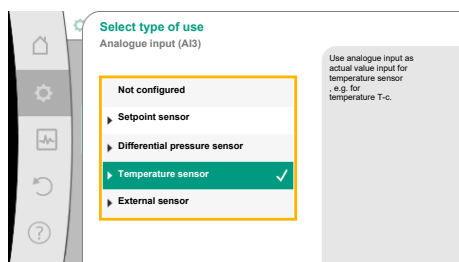 Select type of use
Analogue input (AI3)
Not configured
Setpoint sensor
Differential pressure sensor
Temperature sensor
External sensor
Use analogue input as
actual value input for
temperature sensor
, e.g. for
temperature T-c.
?